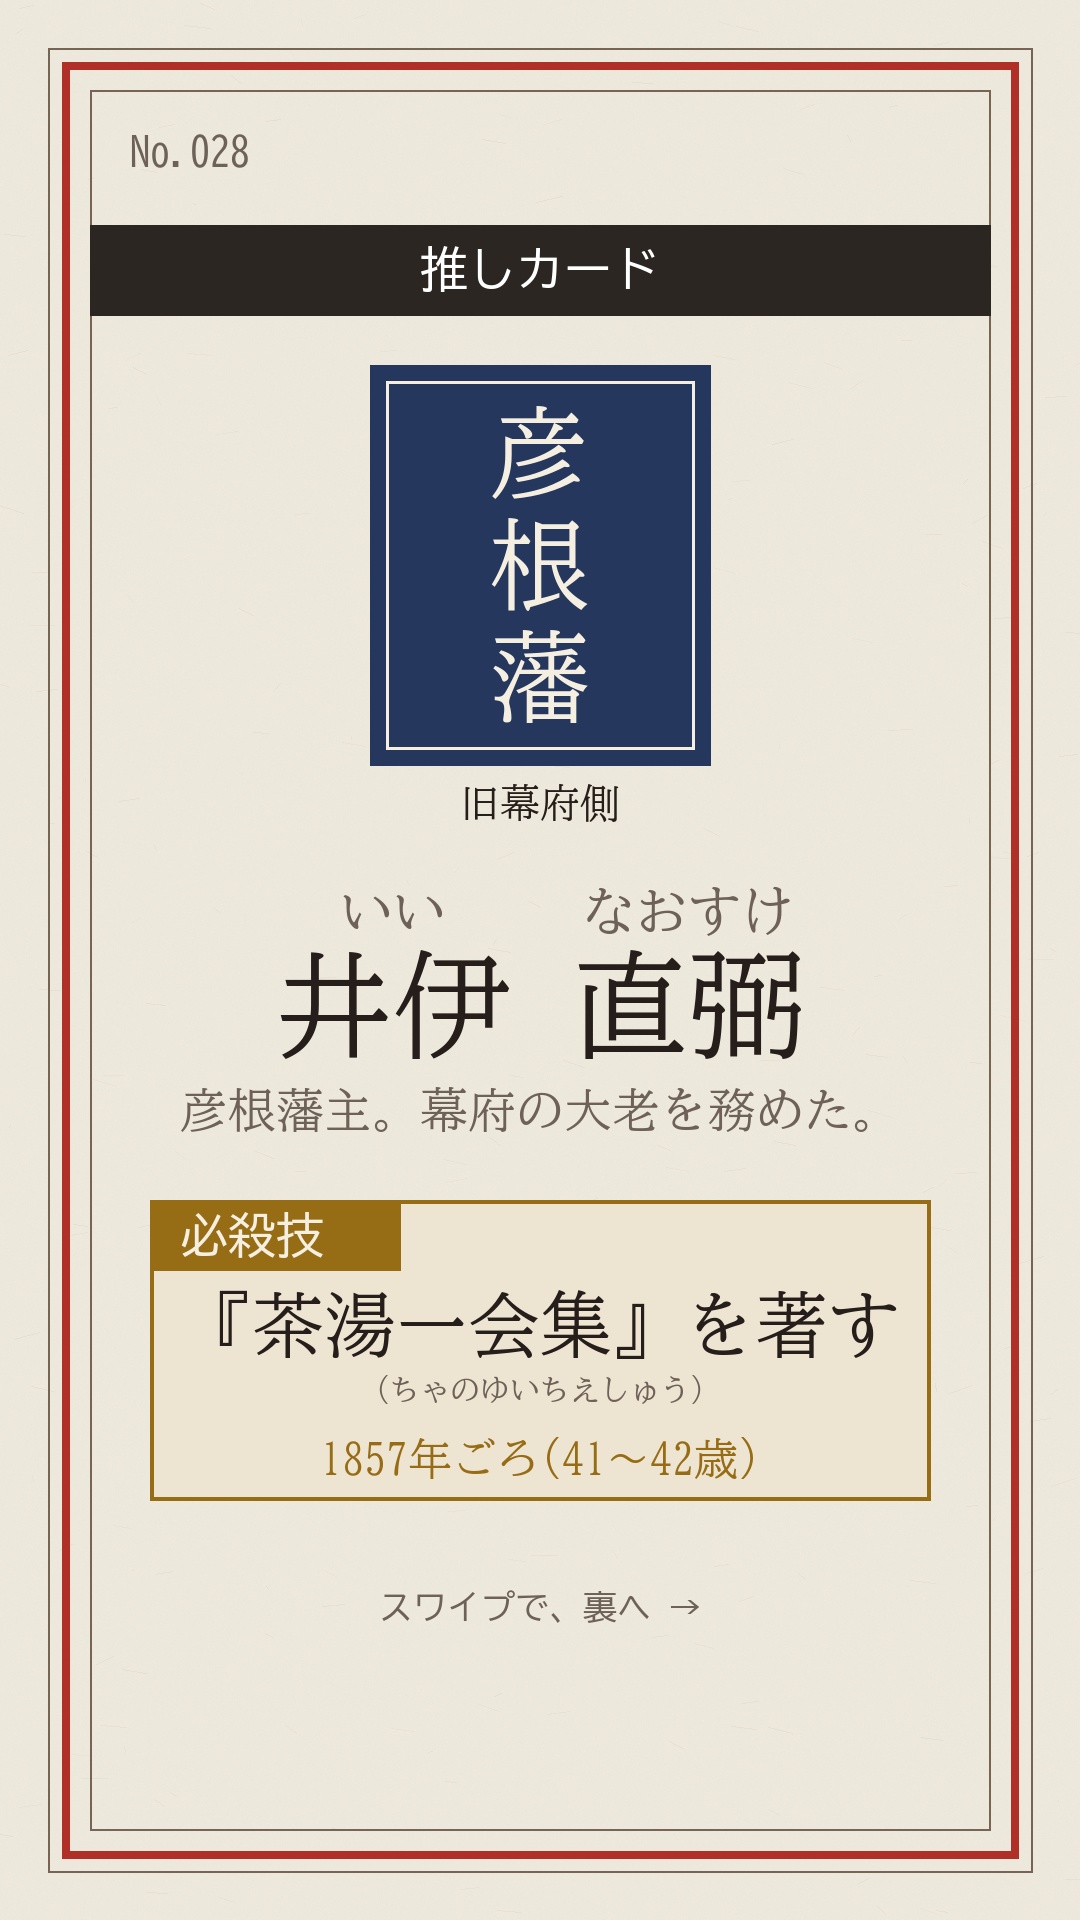 No.028
推しカード
彦根藩
旧幕府側
いい なおすけ
井伊 直弼
彦根藩主。幕府の大老を務めた。
必殺技
『茶湯一会集』を著す
（ちゃのゆいちえしゅう）
1857年ごろ(41〜42歳)
スワイプで、裏へ →